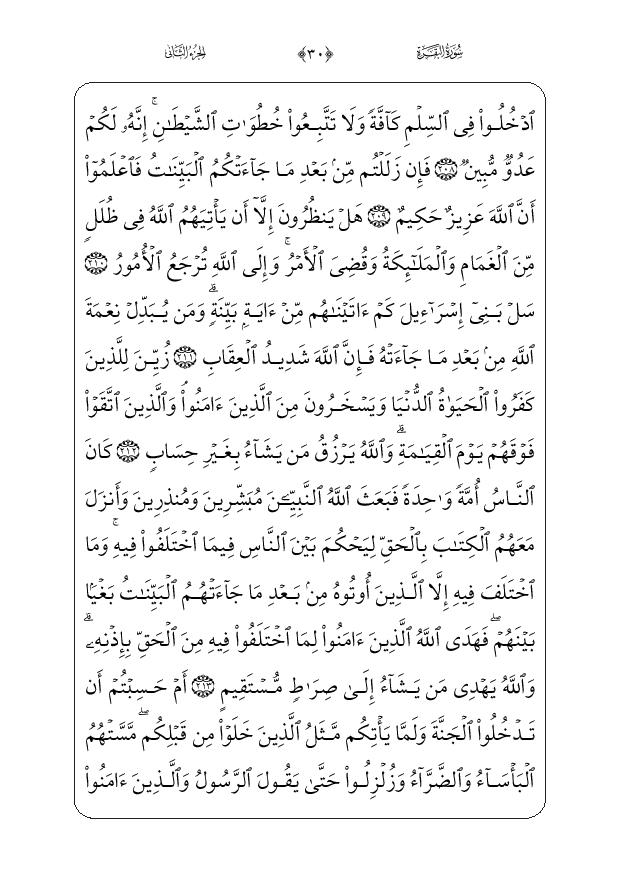 سُورَةُ البَقَرَةِ ﴿٣٠﴾ الجُزءُ الثَّانِي
ٱدۡخُلُواْ فِي ٱلسِّلۡمِ كَآفَّةٗ وَلَا تَتَّبِعُواْ خُطُوَٰتِ ٱلشَّيۡطَٰنِۚ إِنَّهُۥ لَكُمۡ
عَدُوّٞ مُّبِينٞ ٢٠٨ فَإِن زَلَلۡتُم مِّنۢ بَعۡدِ مَا جَآءَتۡكُمُ ٱلۡبَيِّنَٰتُ فَٱعۡلَمُوٓاْ
أَنَّ ٱللَّهَ عَزِيزٌ حَكِيمٌ ٢٠٩ هَلۡ يَنظُرُونَ إِلَّآ أَن يَأۡتِيَهُمُ ٱللَّهُ فِي ظُلَلٖ
مِّنَ ٱلۡغَمَامِ وَٱلۡمَلَٰٓئِكَةُ وَقُضِيَ ٱلۡأَمۡرُۚ وَإِلَى ٱللَّهِ تُرۡجَعُ ٱلۡأُمُورُ ٢١٠
سَلۡ بَنِيٓ إِسۡرَٰٓءِيلَ كَمۡ ءَاتَيۡنَٰهُم مِّنۡ ءَايَةِۭ بَيِّنَةٖۗ وَمَن يُبَدِّلۡ نِعۡمَةَ
ٱللَّهِ مِنۢ بَعۡدِ مَا جَآءَتۡهُ فَإِنَّ ٱللَّهَ شَدِيدُ ٱلۡعِقَابِ ٢١١ زُيِّنَ لِلَّذِينَ
كَفَرُواْ ٱلۡحَيَوٰةُ ٱلدُّنۡيَا وَيَسۡخَرُونَ مِنَ ٱلَّذِينَ ءَامَنُواْۘ وَٱلَّذِينَ ٱتَّقَوۡاْ
فَوۡقَهُمۡ يَوۡمَ ٱلۡقِيَٰمَةِۗ وَٱللَّهُ يَرۡزُقُ مَن يَشَآءُ بِغَيۡرِ حِسَابٖ ٢١٢ كَانَ
ٱلنَّاسُ أُمَّةٗ وَٰحِدَةٗ فَبَعَثَ ٱللَّهُ ٱلنَّبِيِّـۧنَ مُبَشِّرِينَ وَمُنذِرِينَ وَأَنزَلَ
مَعَهُمُ ٱلۡكِتَٰبَ بِٱلۡحَقِّ لِيَحۡكُمَ بَيۡنَ ٱلنَّاسِ فِيمَا ٱخۡتَلَفُواْ فِيهِۚ وَمَا
ٱخۡتَلَفَ فِيهِ إِلَّا ٱلَّذِينَ أُوتُوهُ مِنۢ بَعۡدِ مَا جَآءَتۡهُمُ ٱلۡبَيِّنَٰتُ بَغۡيَۢا
بَيۡنَهُمۡۖ فَهَدَى ٱللَّهُ ٱلَّذِينَ ءَامَنُواْ لِمَا ٱخۡتَلَفُواْ فِيهِ مِنَ ٱلۡحَقِّ بِإِذۡنِهِۦۗ
وَٱللَّهُ يَهۡدِي مَن يَشَآءُ إِلَىٰ صِرَٰطٖ مُّسۡتَقِيمٍ ٢١٣ أَمۡ حَسِبۡتُمۡ أَن
تَدۡخُلُواْ ٱلۡجَنَّةَ وَلَمَّا يَأۡتِكُم مَّثَلُ ٱلَّذِينَ خَلَوۡاْ مِن قَبۡلِكُمۖ مَّسَّتۡهُمُ
ٱلۡبَأۡسَآءُ وَٱلضَّرَّآءُ وَزُلۡزِلُواْ حَتَّىٰ يَقُولَ ٱلرَّسُولُ وَٱلَّذِينَ ءَامَنُواْ